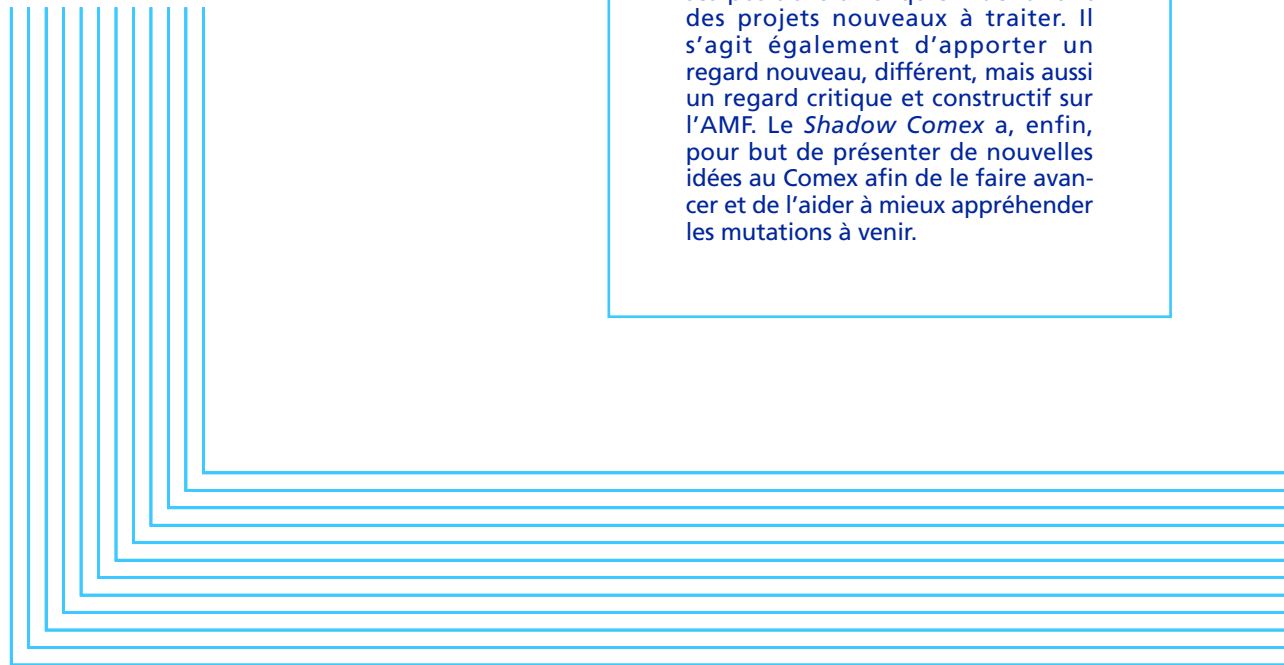 des projets nouveaux à traiter. Il
s’agit également d’apporter un
regard nouveau, différent, mais aussi
un regard critique et constructif sur
l’AMF. Le Shadow Comex a, enfin,
pour but de présenter de nouvelles
idées au Comex afin de le faire avan-
cer et de l’aider à mieux appréhender
les mutations à venir.